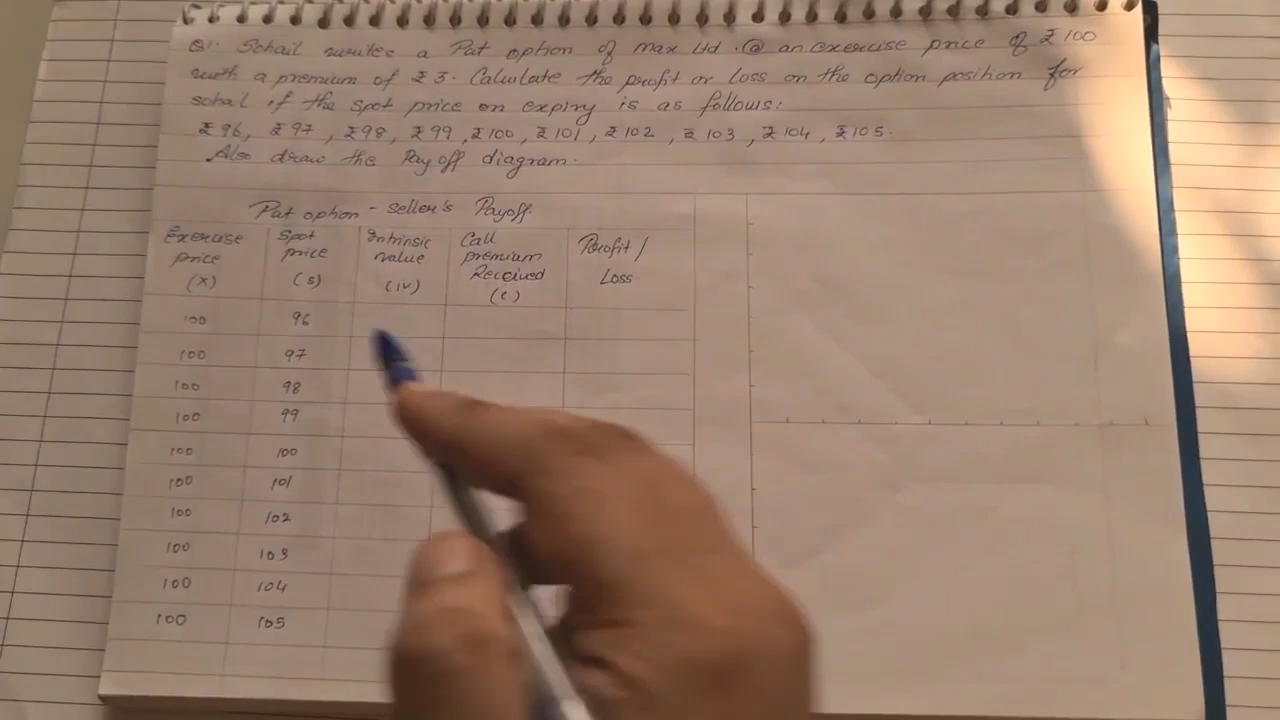 Q1. Sohail writes a Put option of Max Ltd. @ an exercise price of ₹100
with a premium of ₹3. Calculate the profit or loss on the option position for
sohail if the spot price on expiry is as follows:
₹96, ₹97, ₹98, ₹99, ₹100, ₹101, ₹102, ₹103, ₹104, ₹105.
Also draw the Pay off diagram.
Put option - Seller's Payoff.
Exercise price (X)
Spot price (S)
Intrinsic value (IV)
Call premium Received (C)
Profit / Loss
100 96
100 97
100 98
100 99
100 100
100 101
100 102
100 103
100 104
100 105